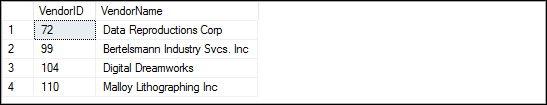 VendorID VendorName
1 72 Data Reproductions Corp
2 99 Bertelsmann Industry Svcs. Inc
3 104 Digital Dreamworks
4 110 Malloy Lithographing Inc